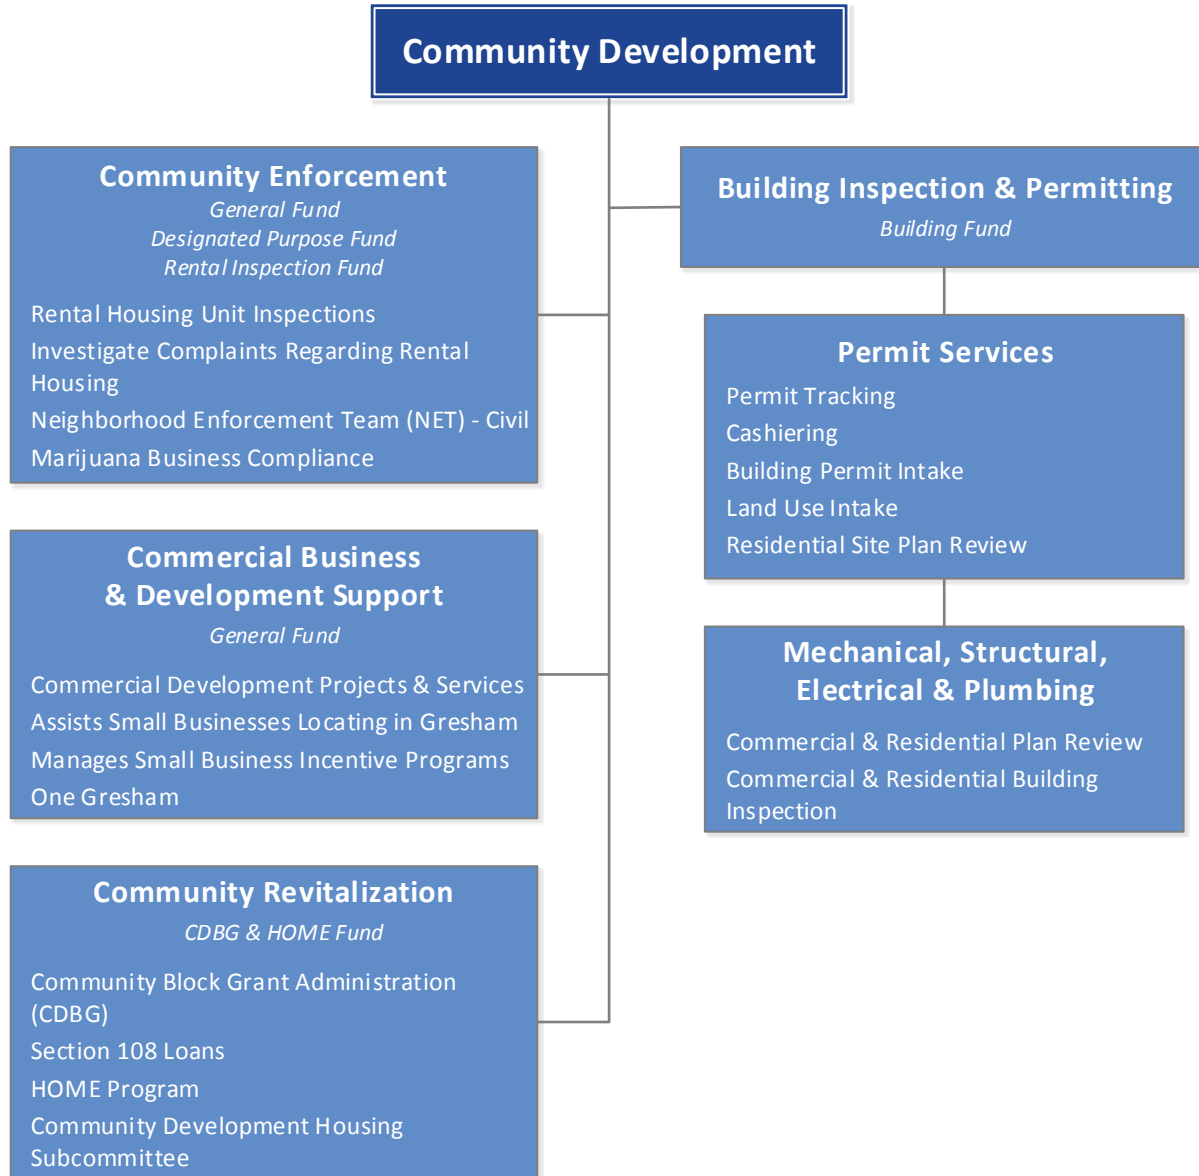 Community Development
Community Enforcement
General Fund
Designated Purpose Fund
Rental Inspection Fund
Rental Housing Unit Inspections
Investigate Complaints Regarding Rental
Housing
Neighborhood Enforcement Team (NET) - Civil
Marijuana Business Compliance
Commercial Business
& Development Support
General Fund
Commercial Development Projects & Services
Assists Small Businesses Locating in Gresham
Manages Small Business Incentive Programs
One Gresham
Community Revitalization
CDBG & HOME Fund
Community Block Grant Administration
(CDBG)
Section 108 Loans
HOME Program
Community Development Housing
Subcommittee
Building Inspection & Permitting
Building Fund
Permit Services
Permit Tracking
Cashiering
Building Permit Intake
Land Use Intake
Residential Site Plan Review
Mechanical, Structural,
Electrical & Plumbing
Commercial & Residential Plan Review
Commercial & Residential Building
Inspection